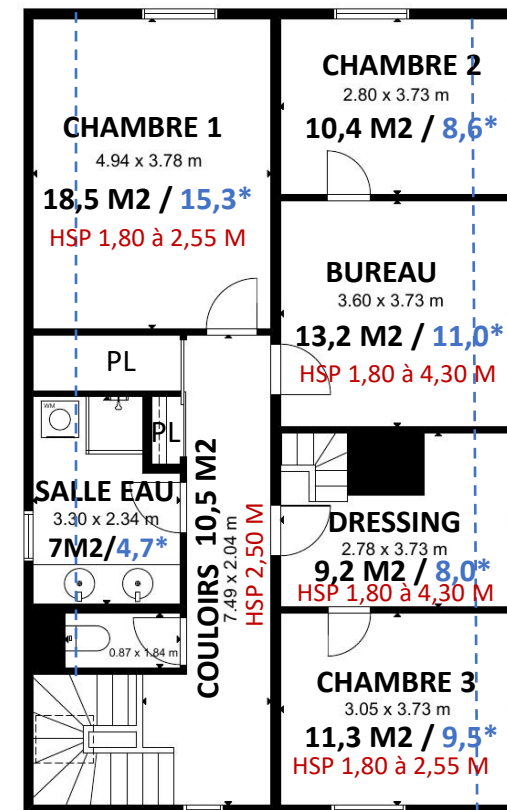 CHAMBRE 1
4.94 x 3.78 m
18,5 M2 / 15,3*
HSP 1,80 à 2,55 M
CHAMBRE 2
2.80 x 3.73 m
10,4 M2 / 8,6*
BUREAU
3.60 x 3.73 m
13,2 M2 / 11,0*
HSP 1,80 à 4,30 M
PL
WM
PL
SALLE EAU
3.30 x 2.34 m
7M2/4,7*
COULOIRS 10,5 M2
7.49 x 2.04 m
HSP 2,50 M
DRESSING
2.78 x 3.73 m
9,2 M2 / 8,0*
HSP 1,80 à 4,30 M
0.87 x 1.84 m
CHAMBRE 3
3.05 x 3.73 m
11,3 M2 / 9,5*
HSP 1,80 à 2,55 M